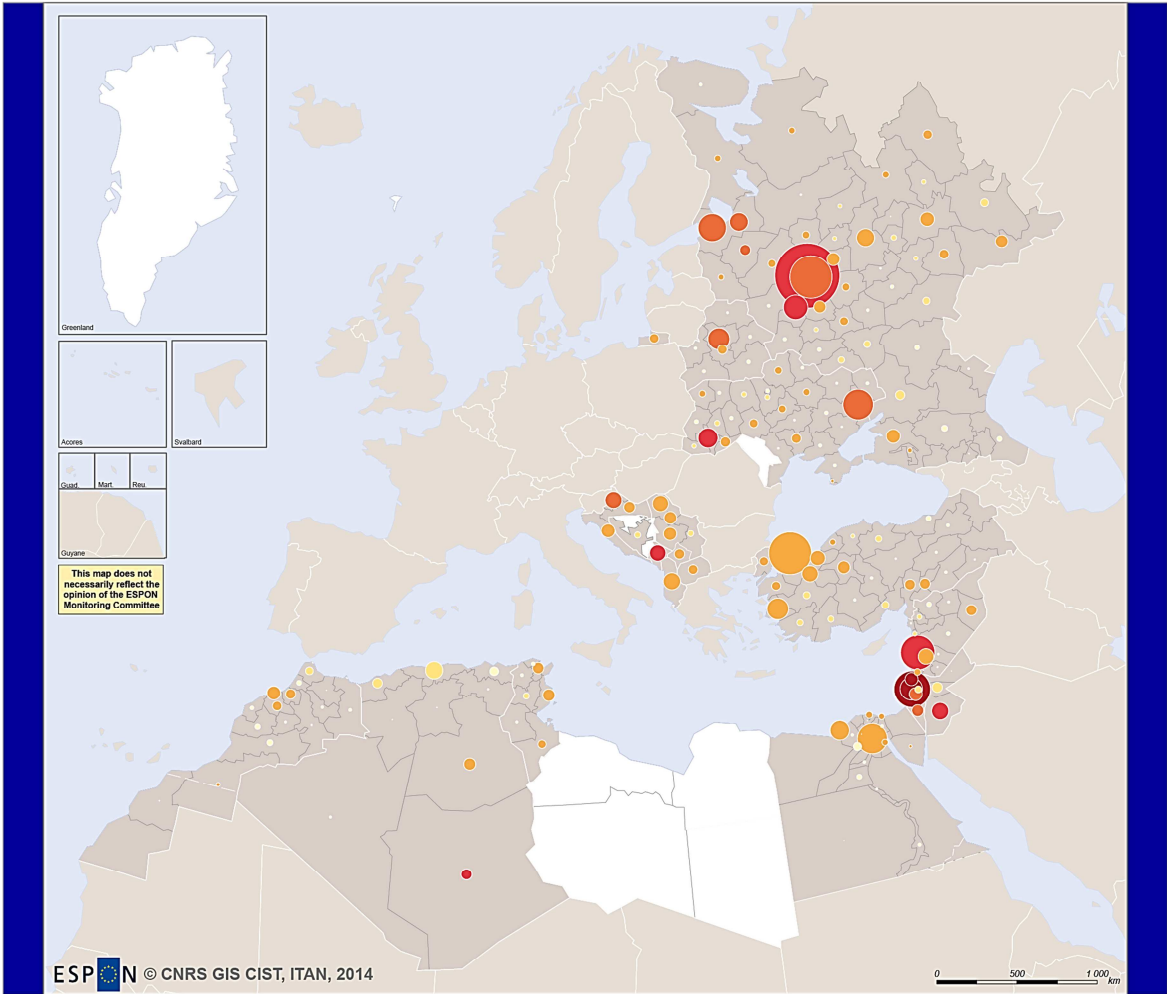 Greenland
Acores
Svalbard
Guad.
Mart.
Reu.
Guyane
This map does not
necessarily reflect the
opinion of the ESPON
Monitoring Committee
ESPON © CNRS GIS CIST, ITAN, 2014
0 500 1 000
km